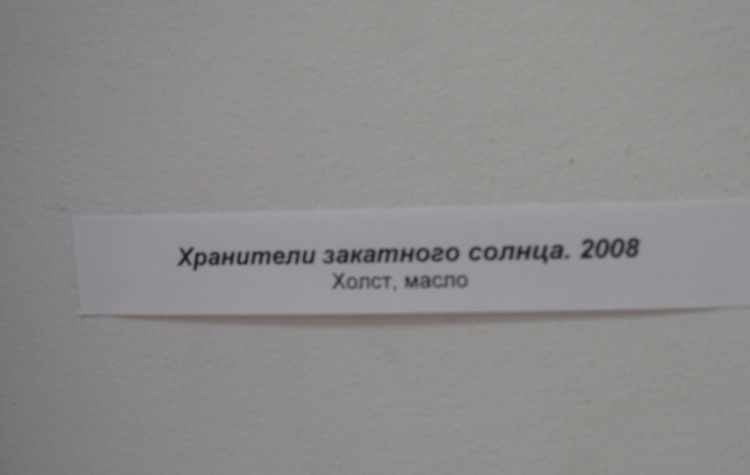 Хранители закатного солнца. 2008
Холст, масло